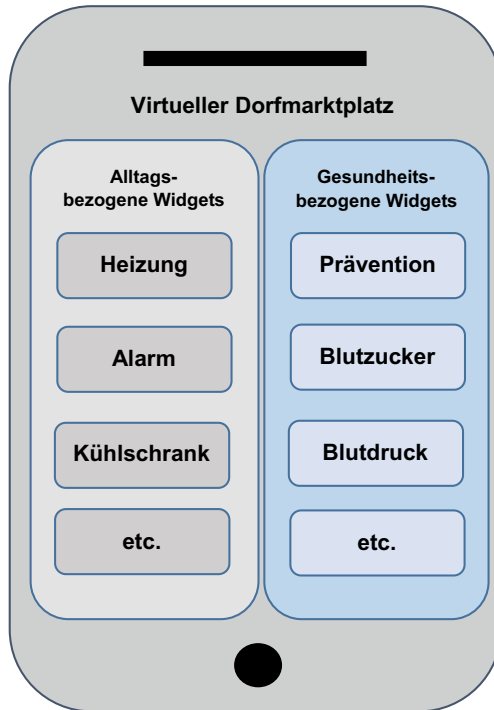 Virtueller Dorfmarktplatz
Alltags-
bezogene Widgets
Heizung
Alarm
Kühlschrank
etc.
Gesundheits-
bezogene Widgets
Prävention
Blutzucker
Blutdruck
etc.